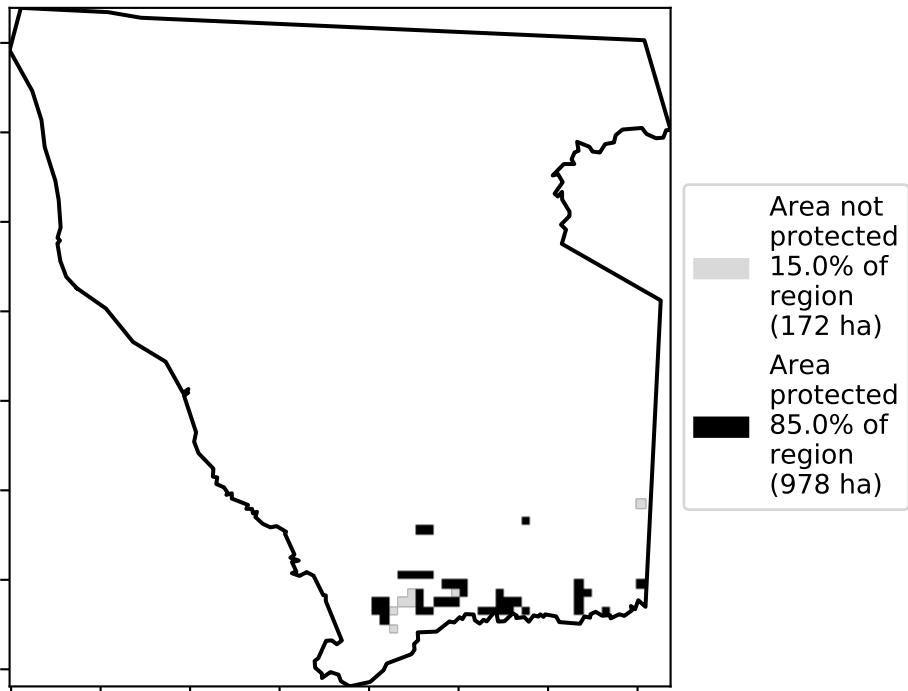 Area not
protected
15.0% of
region
(172 ha)
Area
protected
85.0% of
region
(978 ha)